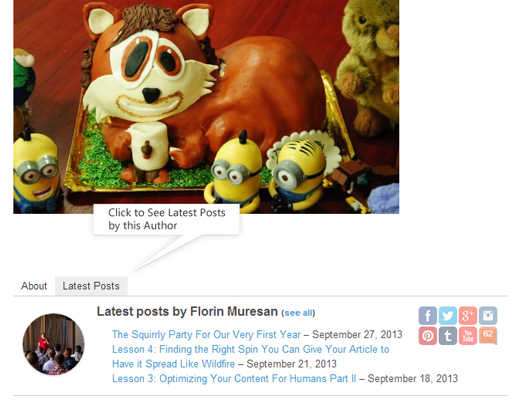 Click to See Latest Posts
by this Author
About
Latest Posts
Latest posts by Florin Muresan (see all)
The Squirrly Party For Our Very First Year – September 27, 2013
Lesson 4: Finding the Right Spin You Can Give Your Article to
Have it Spread Like Wildfire – September 21, 2013
Lesson 3: Optimizing Your Content For Humans Part II – September 18, 2013
f
g+
p
t
You
Tube
62